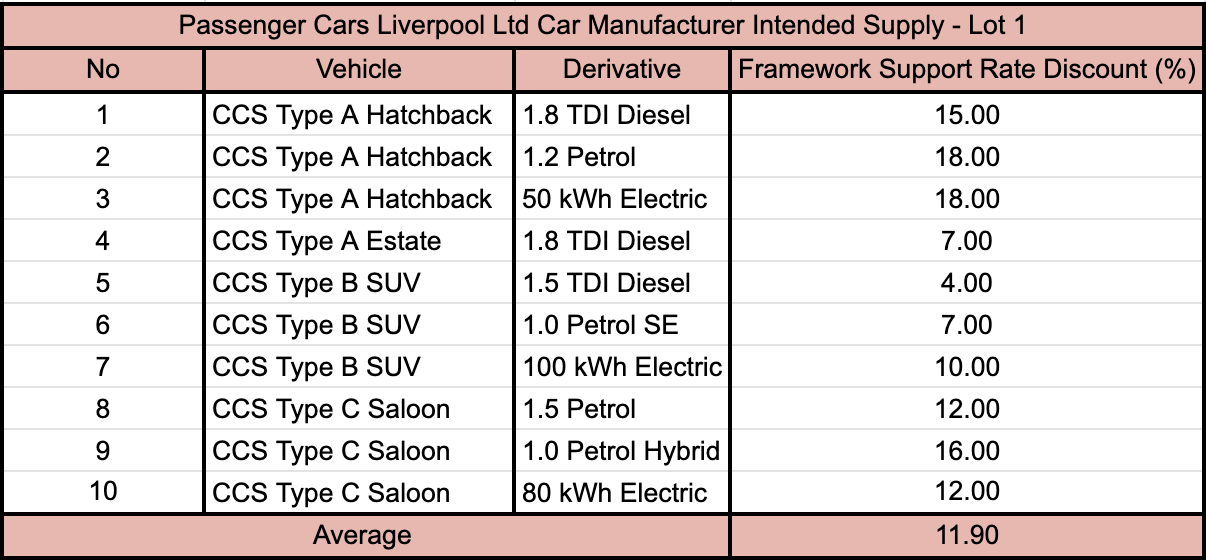 Passenger Cars Liverpool Ltd Car Manufacturer Intended Supply - Lot 1
No Vehicle Derivative Framework Support Rate Discount (%)
1 CCS Type A Hatchback 1.8 TDI Diesel 15.00
2 CCS Type A Hatchback 1.2 Petrol 18.00
3 CCS Type A Hatchback 50 kWh Electric 18.00
4 CCS Type A Estate 1.8 TDI Diesel 7.00
5 CCS Type B SUV 1.5 TDI Diesel 4.00
6 CCS Type B SUV 1.0 Petrol SE 7.00
7 CCS Type B SUV 100 kWh Electric 10.00
8 CCS Type C Saloon 1.5 Petrol 12.00
9 CCS Type C Saloon 1.0 Petrol Hybrid 16.00
10 CCS Type C Saloon 80 kWh Electric 12.00
Average 11.90